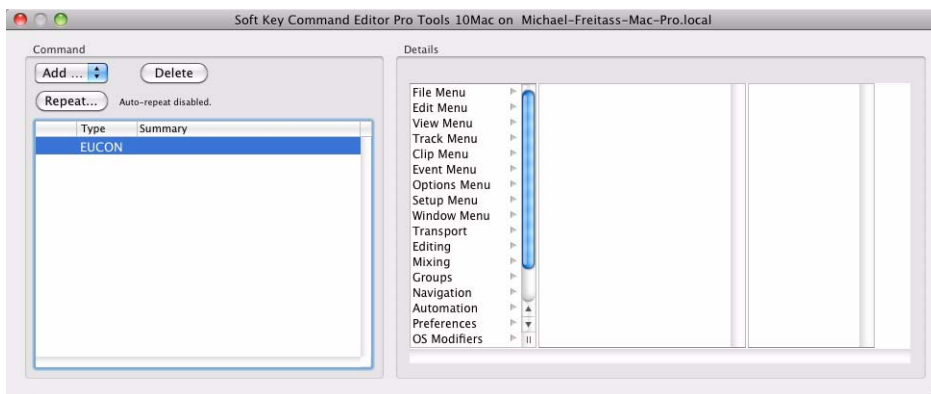 Soft Key Command Editor Pro Tools 10Mac on Michael-Freitass-Mac-Pro.local
Command
Add ...
Delete
Repeat...
Auto-repeat disabled.
Type Summary
EUCON
Details
File Menu
Edit Menu
View Menu
Track Menu
Clip Menu
Event Menu
Options Menu
Setup Menu
Window Menu
Transport
Editing
Mixing
Groups
Navigation
Automation
Preferences
OS Modifiers